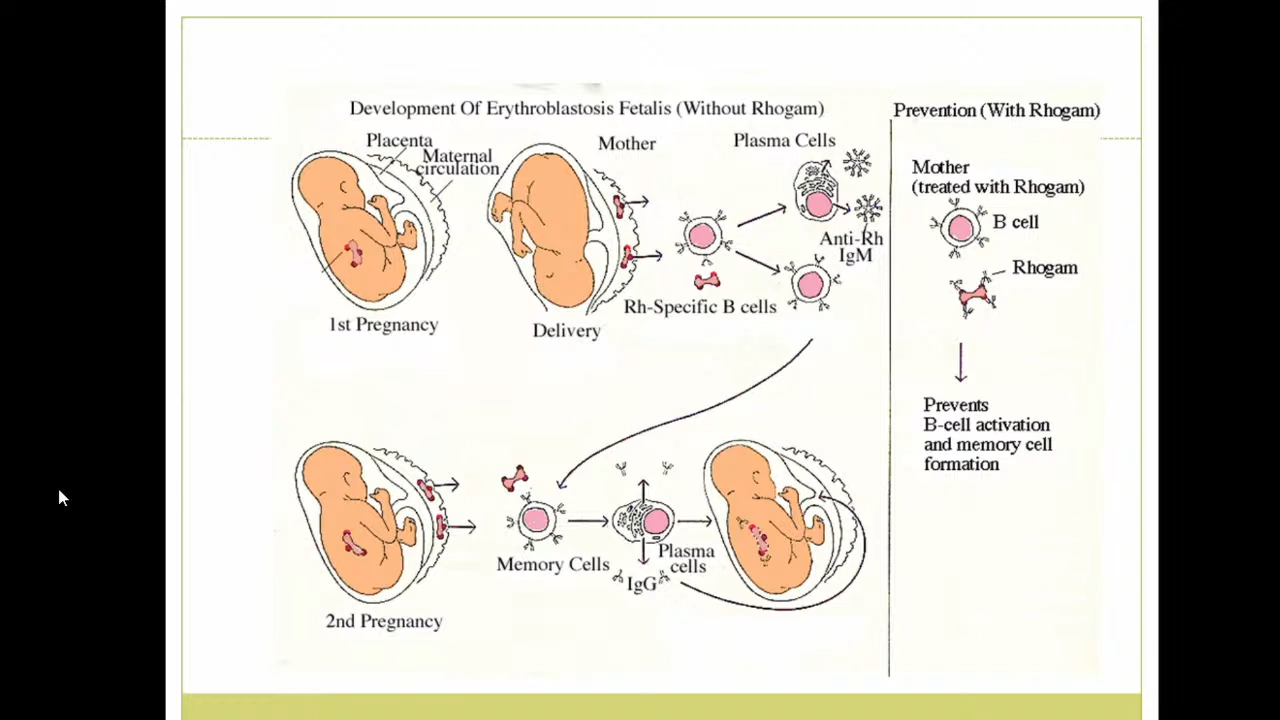 Development Of Erythroblastosis Fetalis (Without Rhogam)
Placenta
Maternal
circulation
Mother
Plasma Cells
Anti-Rh
IgM
Rh-Specific B cells
1st Pregnancy
Delivery
Memory Cells
Plasma
cells
IgG
2nd Pregnancy
Prevention (With Rhogam)
Mother
(treated with Rhogam)
B cell
Rhogam
Prevents
B-cell activation
and memory cell
formation